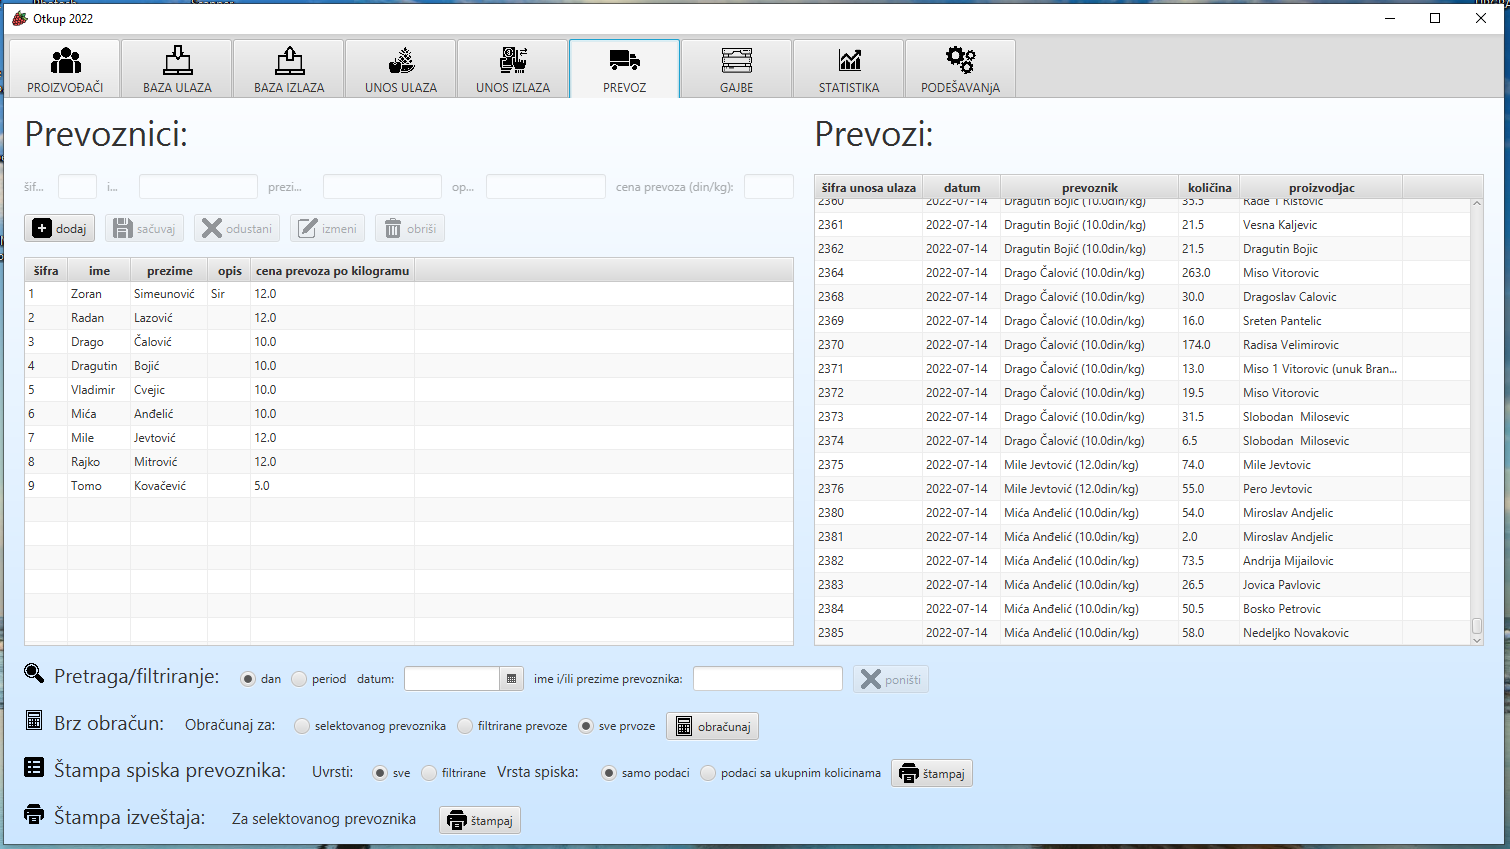 Otkup 2022
PROIZVOĐAČI BAZA ULAZA BAZA IZLAZA UNOS ULAZA UNOS IZLAZA PREVOZ GAJBE STATISTIKA PODEŠAVANjA
Prevoznici:
šif... i... prezi... op... cena prevoza (din/kg):
dodaj sačuvaj odustani izmeni obriši
šifra ime prezime opis cena prevoza po kilogramu
1 Zoran Simeunović Sir 12.0
2 Radan Lazović 12.0
3 Drago Čalović 10.0
4 Dragutin Bojić 10.0
5 Vladimir Cvejic 10.0
6 Mića Anđelić 10.0
7 Mile Jevtović 12.0
8 Rajko Mitrović 12.0
9 Tomo Kovačević 5.0
Prevozi:
šifra unosa ulaza datum prevoznik količina proizvodjac
2360 2022-07-14 Dragutin Bojić (10.0din/kg) 35.5 Rade 1 Ristovic
2361 2022-07-14 Dragutin Bojić (10.0din/kg) 21.5 Vesna Kaljevic
2362 2022-07-14 Dragutin Bojić (10.0din/kg) 21.5 Dragutin Bojic
2364 2022-07-14 Drago Čalović (10.0din/kg) 263.0 Miso Vitorovic
2368 2022-07-14 Drago Čalović (10.0din/kg) 30.0 Dragoslav Calovic
2369 2022-07-14 Drago Čalović (10.0din/kg) 16.0 Sreten Pantelic
2370 2022-07-14 Drago Čalović (10.0din/kg) 174.0 Radisa Velimirovic
2371 2022-07-14 Drago Čalović (10.0din/kg) 13.0 Miso 1 Vitorovic (unuk Bran...
2372 2022-07-14 Drago Čalović (10.0din/kg) 19.5 Miso Vitorovic
2373 2022-07-14 Drago Čalović (10.0din/kg) 31.5 Slobodan Milosevic
2374 2022-07-14 Drago Čalović (10.0din/kg) 6.5 Slobodan Milosevic
2375 2022-07-14 Mile Jevtović (12.0din/kg) 74.0 Mile Jevtovic
2376 2022-07-14 Mile Jevtović (12.0din/kg) 55.0 Pero Jevtovic
2380 2022-07-14 Mića Anđelić (10.0din/kg) 54.0 Miroslav Andjelic
2381 2022-07-14 Mića Anđelić (10.0din/kg) 2.0 Miroslav Andjelic
2382 2022-07-14 Mića Anđelić (10.0din/kg) 73.5 Andrija Mijailovic
2383 2022-07-14 Mića Anđelić (10.0din/kg) 26.5 Jovica Pavlovic
2384 2022-07-14 Mića Anđelić (10.0din/kg) 50.5 Bosko Petrovic
2385 2022-07-14 Mića Anđelić (10.0din/kg) 58.0 Nedeljko Novakovic
Pretraga/filtriranje: dan period datum: ime i/ili prezime prevoznika: poništi
Brz obračun: Obračunaj za: selektovanog prevoznika filtrirane prevoze sve prvoze obračunaj
Štampa spiska prevoznika: Uvrsti: sve filtrirane Vrsta spiska: samo podaci podaci sa ukupnim kolicinama štampaj
Štampa izveštaja: Za selektovanog prevoznika štampaj